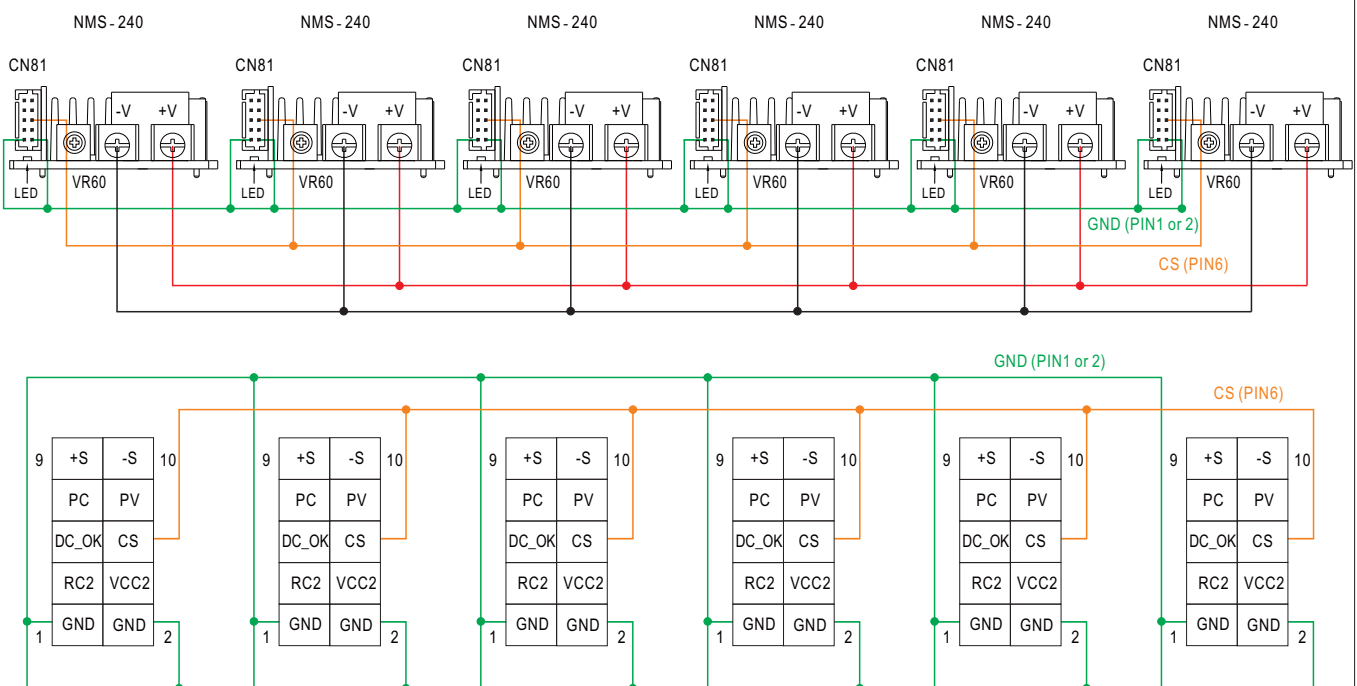 NMS-240 NMS-240 NMS-240 NMS-240 NMS-240 NMS-240
CN81 CN81 CN81 CN81 CN81 CN81
-V +V -V +V -V +V -V +V -V +V -V +V
LED VR60 LED VR60 LED VR60 LED VR60 LED VR60 LED VR60
GND (PIN1 or 2)
CS (PIN6)
GND (PIN1 or 2)
CS (PIN6)
9 +S -S 10 9 +S -S 10 9 +S -S 10 9 +S -S 10 9 +S -S 10 9 +S -S 10
PC PV PC PV PC PV PC PV PC PV PC PV
DC_OK CS DC_OK CS DC_OK CS DC_OK CS DC_OK CS DC_OK CS
RC2 VCC2 RC2 VCC2 RC2 VCC2 RC2 VCC2 RC2 VCC2 RC2 VCC2
1 GND GND 2 1 GND GND 2 1 GND GND 2 1 GND GND 2 1 GND GND 2 1 GND GND 2